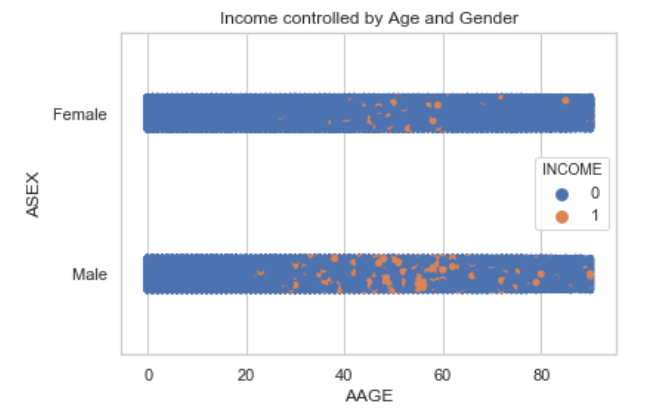 Income controlled by Age and Gender
Female
ASEX
INCOME
0
1
Male
0 20 40 60 80
AAGE